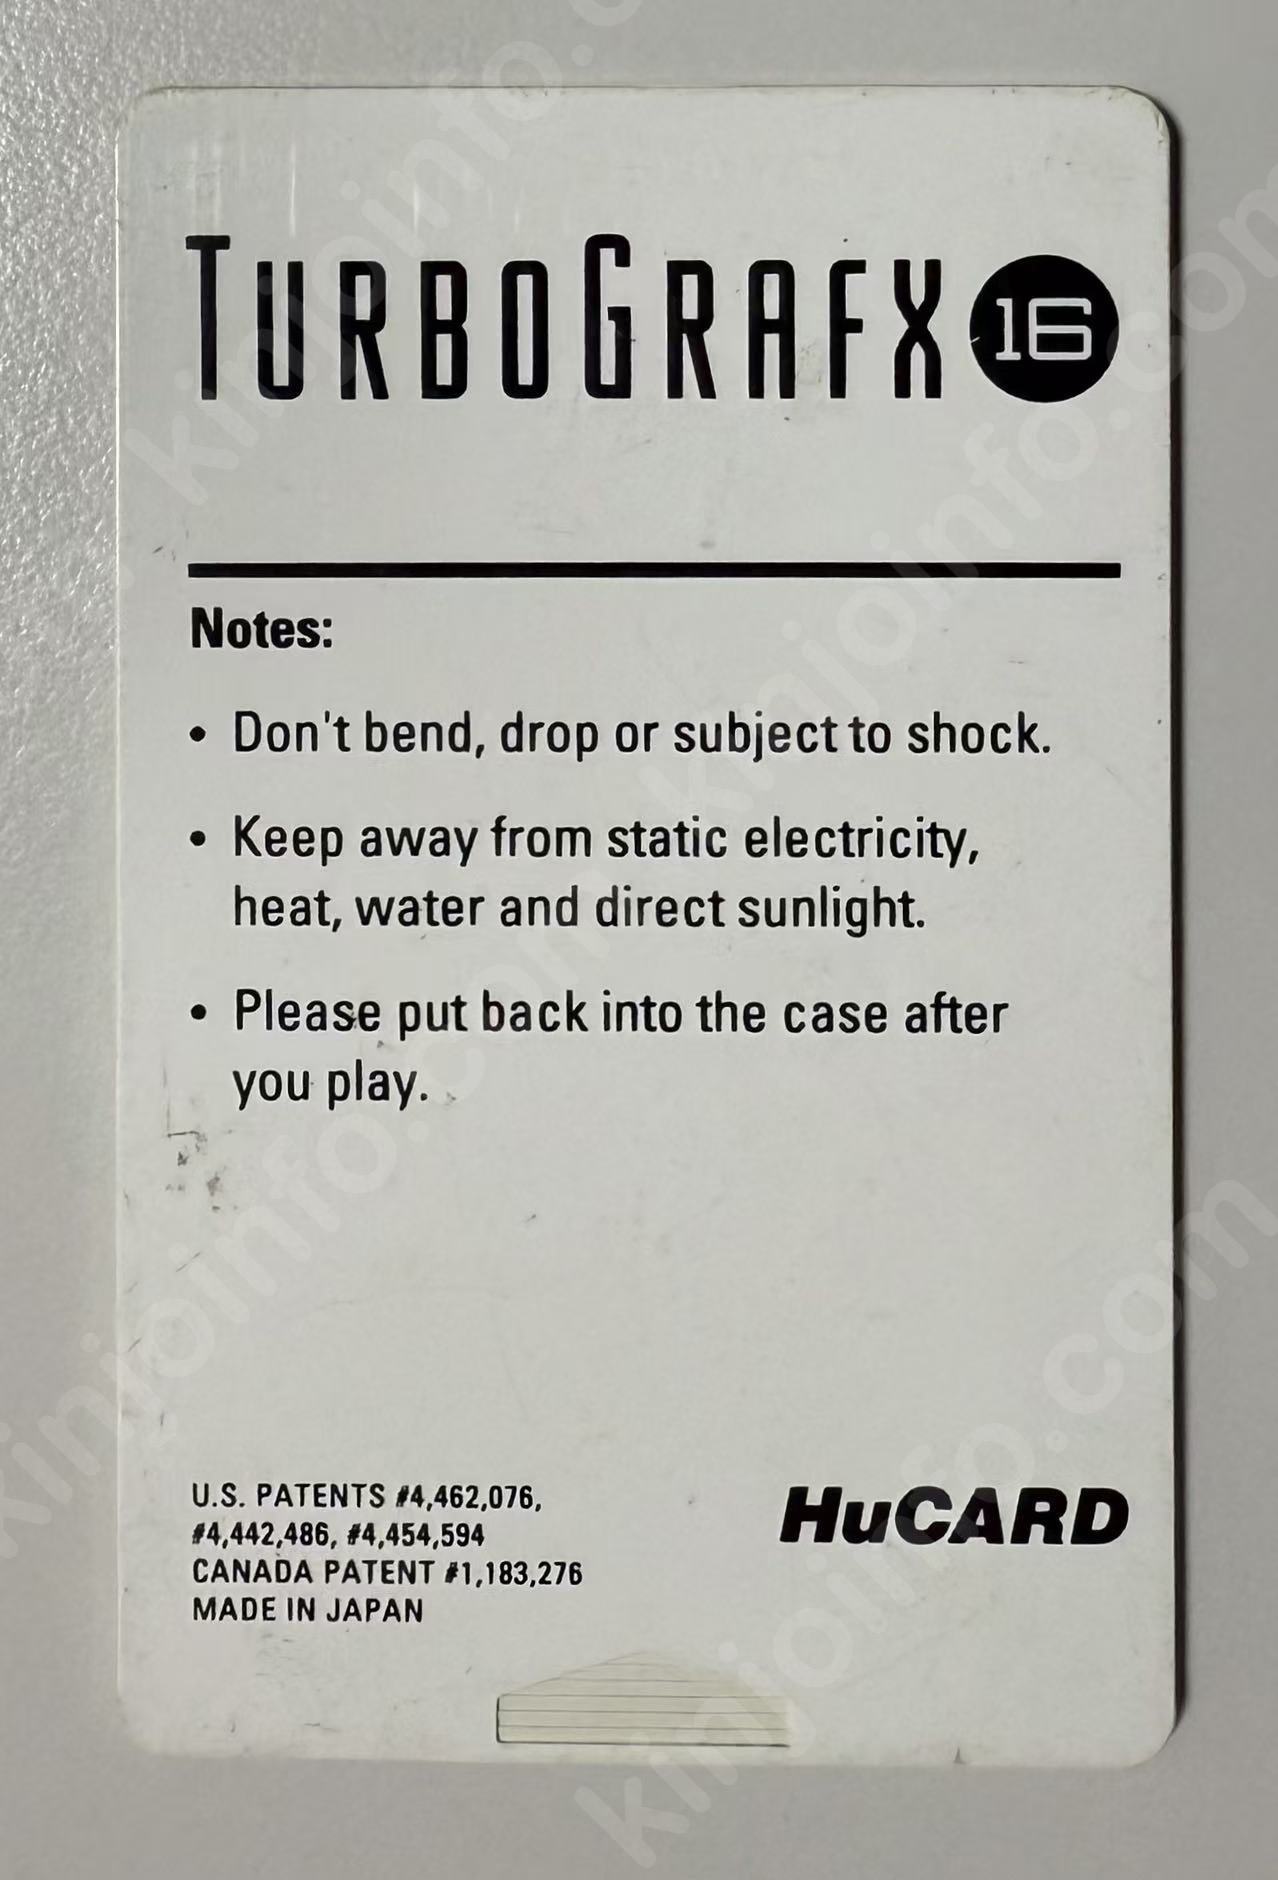 TURBOGRAFX 16
Notes:
• Don't bend, drop or subject to shock.
• Keep away from static electricity,
heat, water and direct sunlight.
• Please put back into the case after
you play.
U.S. PATENTS #4,462,076,
#4,442,486, #4,454,594
CANADA PATENT #1,183,276
MADE IN JAPAN
HuCARD
kinjoinfo.com